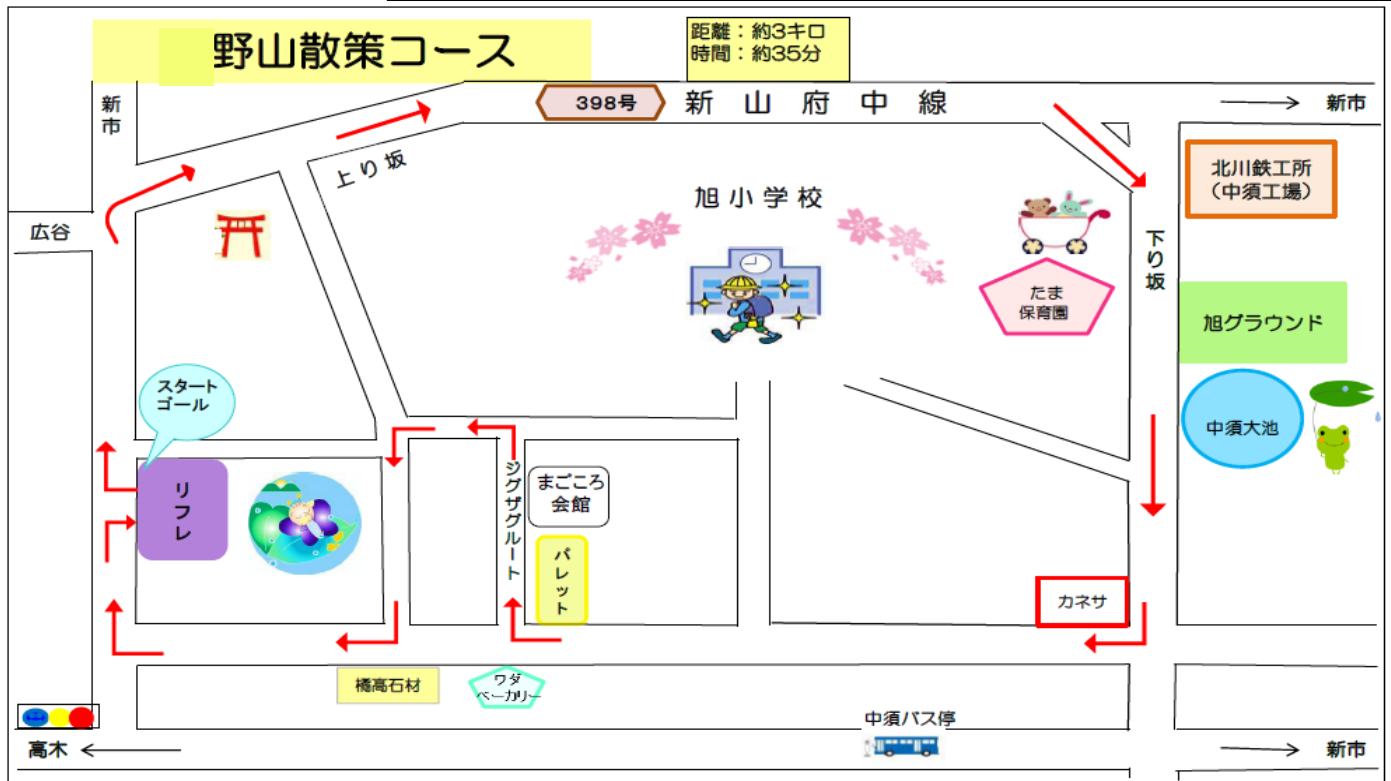 野山散策コース
距離：約3キロ
時間：約35分
新市
398号
新山府中線
新市
上り坂
北川鉄工所
（中須工場）
旭小学校
広谷
下り坂
たま
保育園
旭グラウンド
スタート
ゴール
中須大池
リフレ
ジグザグルート
まごころ
会館
パレット
カネサ
橘高石材
ワダ
ベーカリー
中須バス停
高木
新市